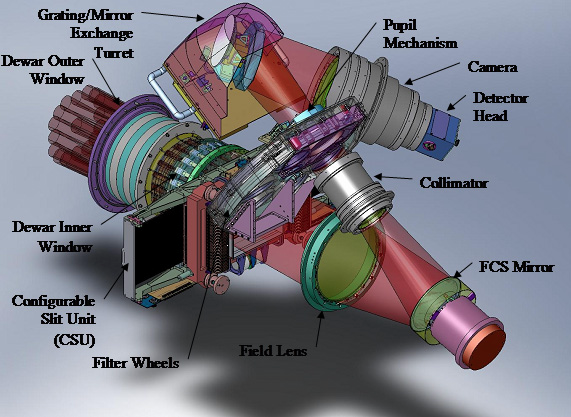 Grating/Mirror
Exchange
Turret
Dewar Outer
Window
Pupil
Mechanism
Camera
Detector
Head
Collimator
Dewar Inner
Window
FCS Mirror
Configurable
Slit Unit
(CSU)
Filter Wheels
Field Lens